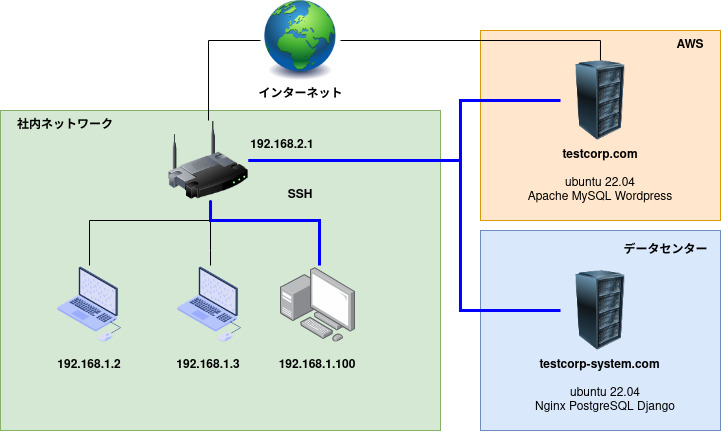 インターネット
AWS
社内ネットワーク
192.168.2.1
testcorp.com
ubuntu 22.04
Apache MySQL Wordpress
SSH
データセンター
192.168.1.2
192.168.1.3
192.168.1.100
testcorp-system.com
ubuntu 22.04
Nginx PostgreSQL Django